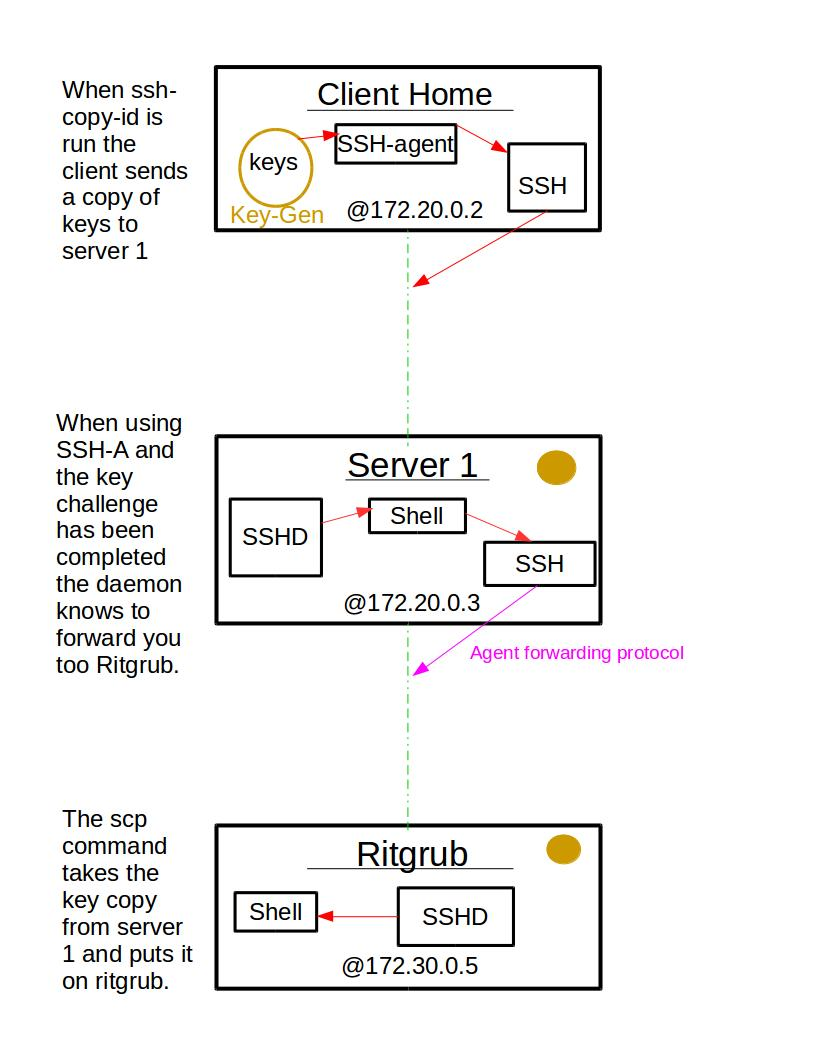 When ssh-
copy-id is
run the
client sends
a copy of
keys to
server 1
Client Home
keys
SSH-agent
SSH
Key-Gen
@172.20.0.2
When using
SSH-A and
the key
challenge
has been
completed
the daemon
knows to
forward you
too Ritgrub.
Server 1
SSHD
Shell
SSH
@172.20.0.3
Agent forwarding protocol
The scp
command
takes the
key copy
from server
1 and puts it
on ritgrub.
Ritgrub
Shell
SSHD
@172.30.0.5